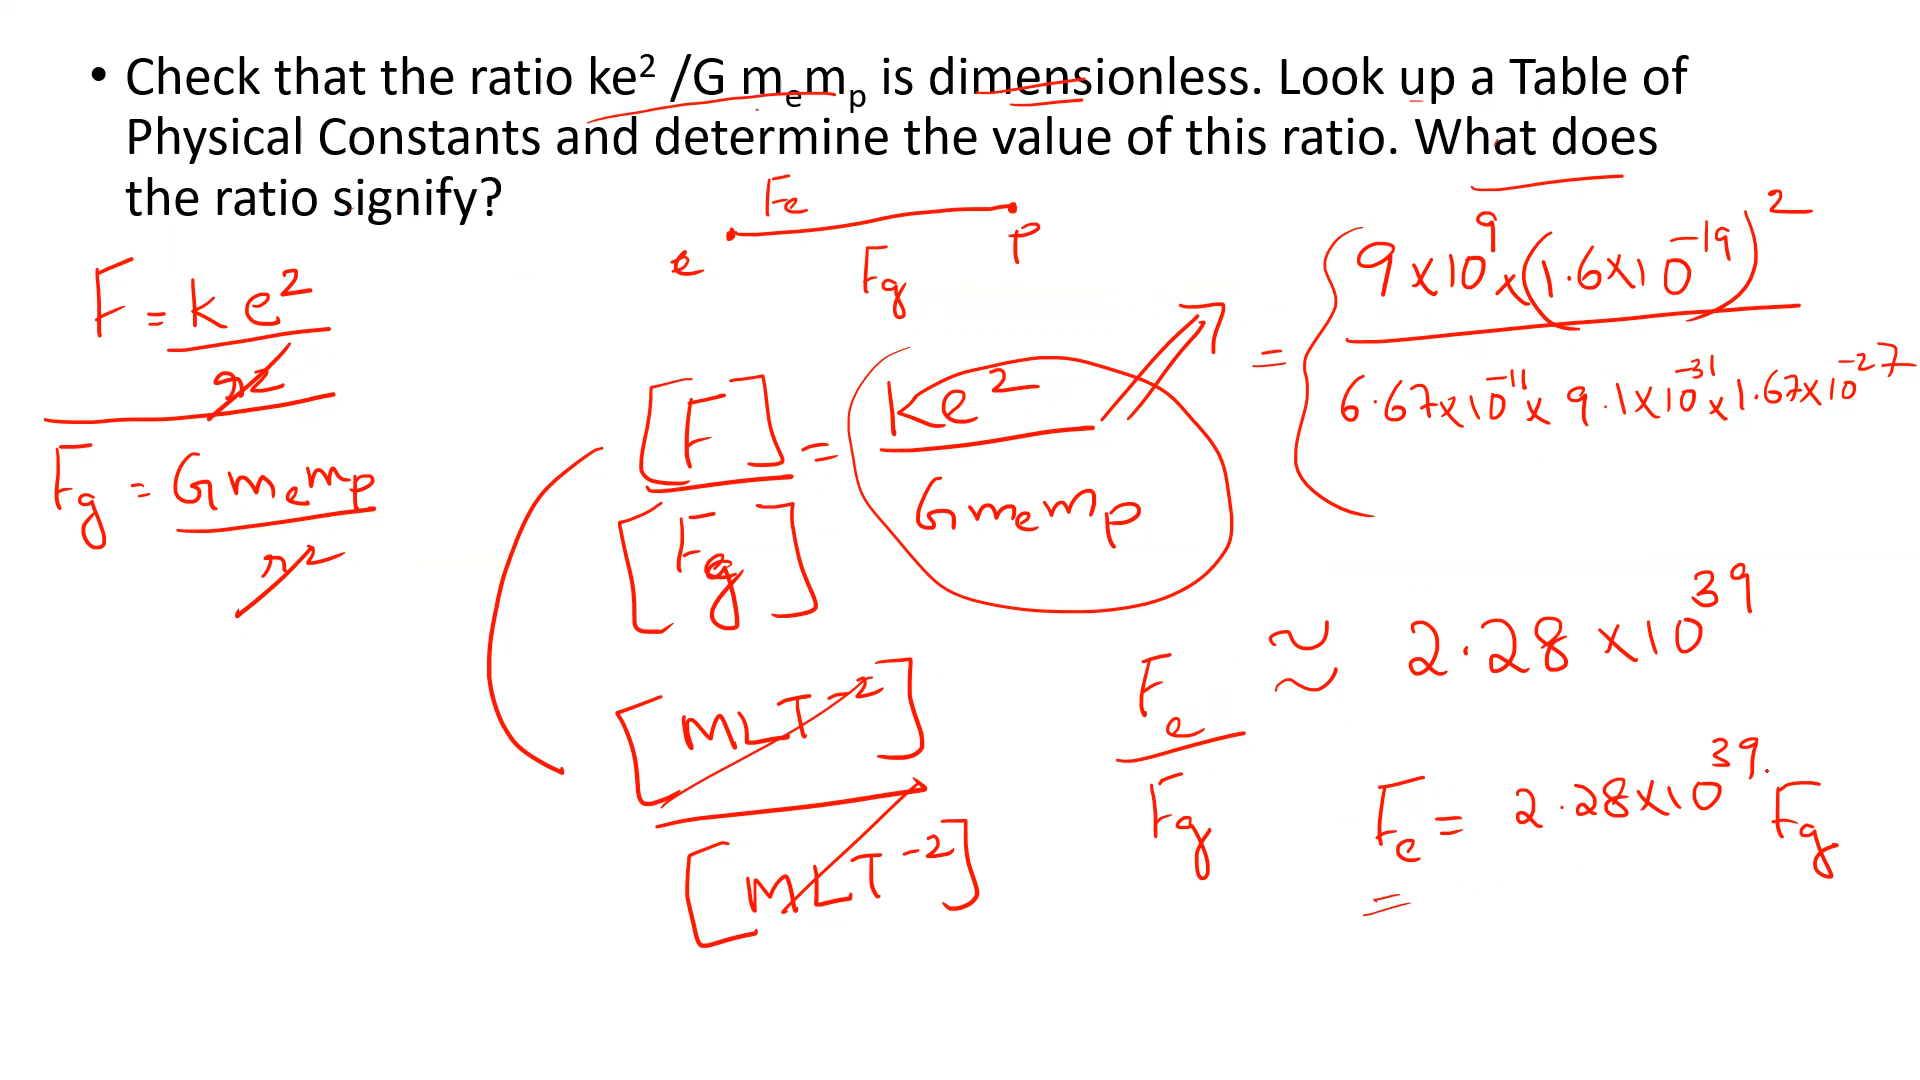 • Check that the ratio ke² /G mₑmₚ is dimensionless. Look up a Table of
Physical Constants and determine the value of this ratio. What does
the ratio signify?
Fe
e P
Fg
F = ke²
r²
Fg = Gmemp
r²
[F] = Ke²
[Fg] Gmemp
= 9×10⁹×(1.6×10⁻¹⁹)²
6.67×10⁻¹¹× 9.1×10⁻³¹×1.67×10⁻²⁷
[MLT⁻²]
[MLT⁻²]
Fe ≈ 2.28×10³⁹
Fg
Fe = 2.28×10³⁹. Fg
=